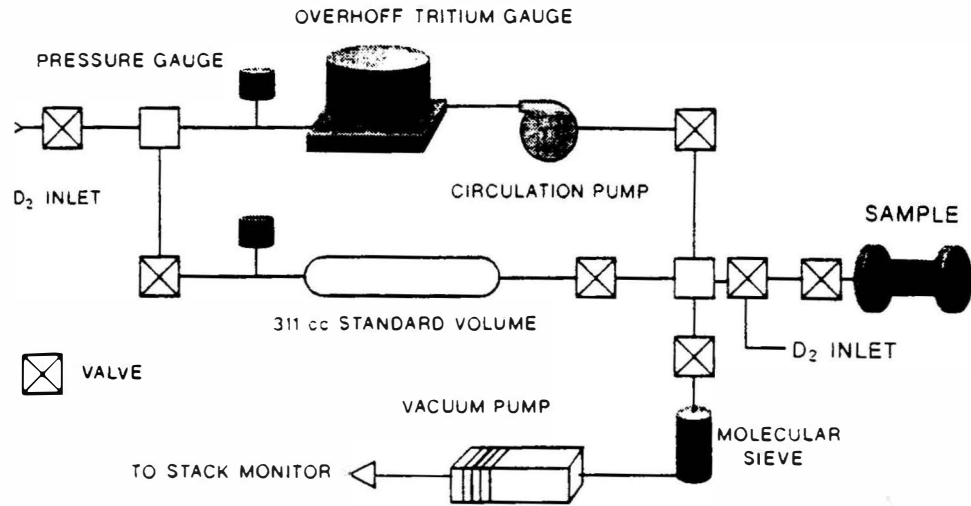 OVERHOFF TRITIUM GAUGE
PRESSURE GAUGE
D₂ INLET
CIRCULATION PUMP
SAMPLE
311 cc STANDARD VOLUME
D₂ INLET
VALVE
VACUUM PUMP
MOLECULAR
SIEVE
TO STACK MONITOR